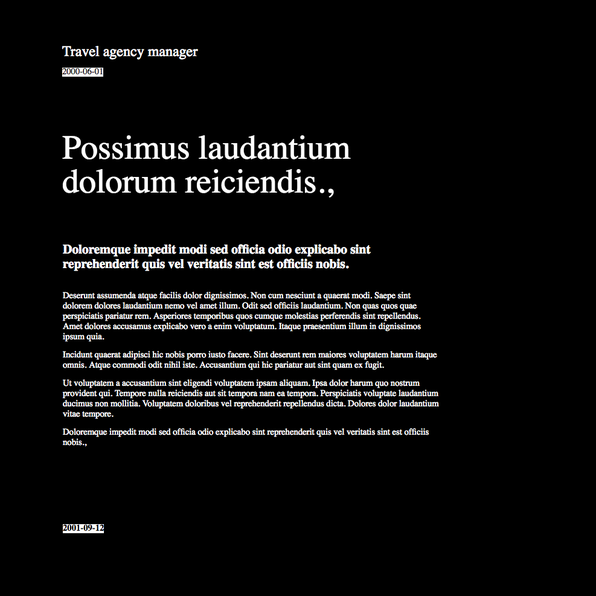 Travel agency manager
2000-06-01
Possimus laudantium
dolorum reiciendis.,
Doloremque impedit modi sed officia odio explicabo sint
reprehenderit quis vel veritatis sint est officiis nobis.
Deserunt assumenda atque facilis dolor dignissimos. Non cum nesciunt a quaerat modi. Saepe sint
dolorem dolores laudantium nemo vel amet illum. Odit sed officiis laudantium. Non quas quos quae
perspiciatis pariatur rem. Asperiores temporibus quos cumque molestias perferendis sint repellendus.
Amet dolores accusamus explicabo vero a enim voluptatum. Itaque praesentium illum in dignissimos
ipsum quia.
Incidunt quaerat adipisci hic nobis porro iusto facere. Sint deserunt rem maiores voluptatem harum itaque
omnis. Atque commodi odit nihil iste. Accusantium qui hic pariatur aut sint quam ex fugit.
Ut voluptatem a accusantium sint eligendi voluptatem ipsam aliquam. Ipsa dolor harum quo nostrum
provident qui. Tempore nulla reiciendis aut sit tempora nam ea tempora. Perspiciatis voluptate laudantium
ducimus non mollitia. Voluptatem doloribus vel reprehenderit repellendus dicta. Dolores dolor laudantium
vitae tempore.
Doloremque impedit modi sed officia odio explicabo sint reprehenderit quis vel veritatis sint est officiis
nobis.,
2001-09-12